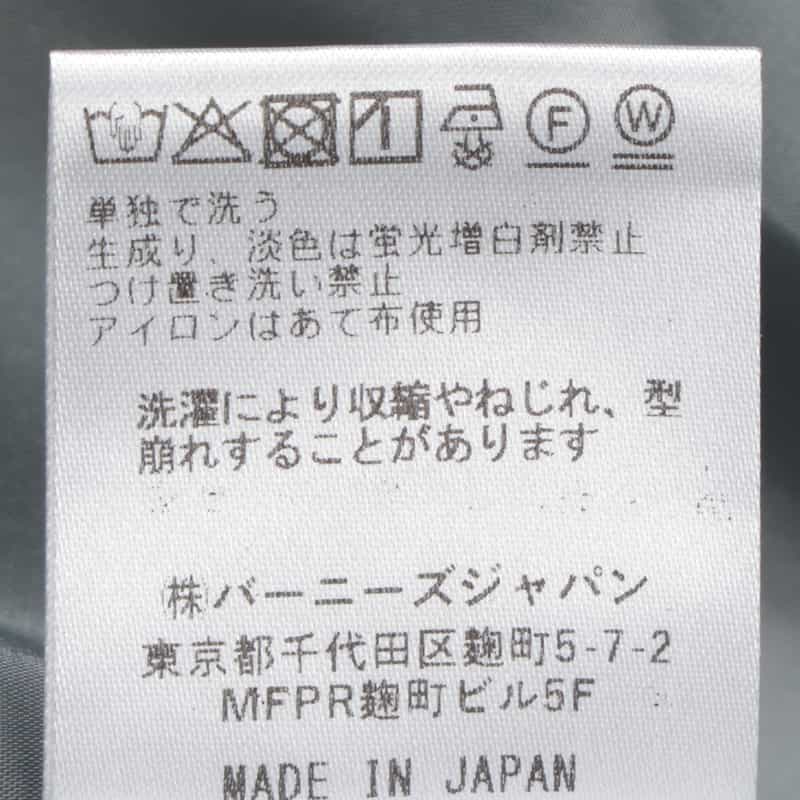 F W
単独で洗う
生成り、淡色は蛍光増白剤禁止
つけ置き洗い禁止
アイロンはあて布使用
洗濯により収縮やねじれ、型
崩れすることがあります
㈱バーニーズジャパン
東京都千代田区麹町5-7-2
MFPR麹町ビル5F
MADE IN JAPAN